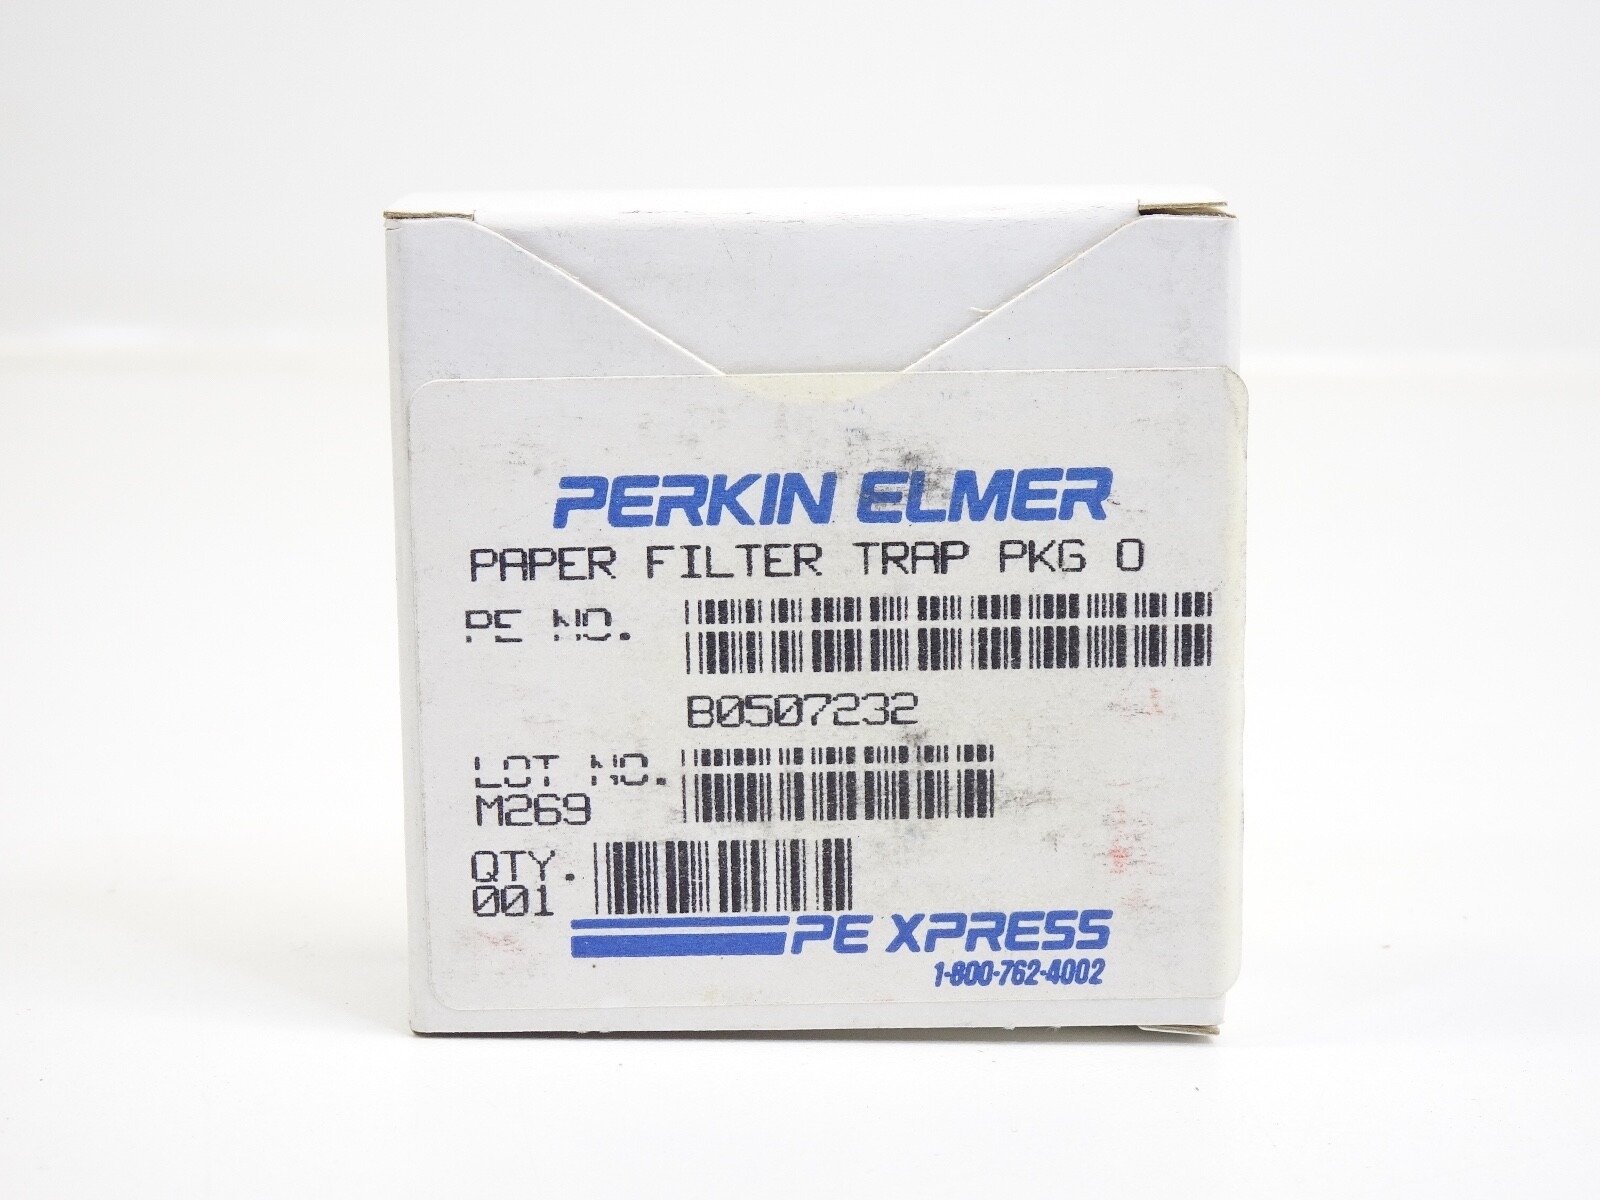 PERKIN ELMER
PAPER FILTER TRAP PKG O
PE NO.
B0507232
LOT NO.
M269
QTY.
001
PE XPRESS
1-800-762-4002